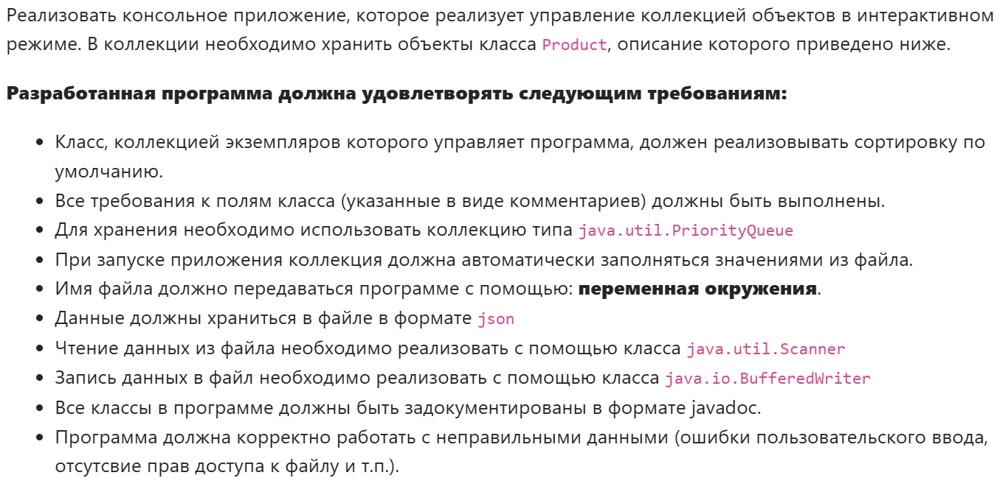 Реализовать консольное приложение, которое реализует управление коллекцией объектов в интерактивном
режиме. В коллекции необходимо хранить объекты класса Product, описание которого приведено ниже.
Разработанная программа должна удовлетворять следующим требованиям:
• Класс, коллекцией экземпляров которого управляет программа, должен реализовывать сортировку по
умолчанию.
• Все требования к полям класса (указанные в виде комментариев) должны быть выполнены.
• Для хранения необходимо использовать коллекцию типа java.util.PriorityQueue
• При запуске приложения коллекция должна автоматически заполняться значениями из файла.
• Имя файла должно передаваться программе с помощью: переменная окружения.
• Данные должны храниться в файле в формате json
• Чтение данных из файла необходимо реализовать с помощью класса java.util.Scanner
• Запись данных в файл необходимо реализовать с помощью класса java.io.BufferedWriter
• Все классы в программе должны быть задокументированы в формате javadoc.
• Программа должна корректно работать с неправильными данными (ошибки пользовательского ввода,
отсутсвие прав доступа к файлу и т.п.).